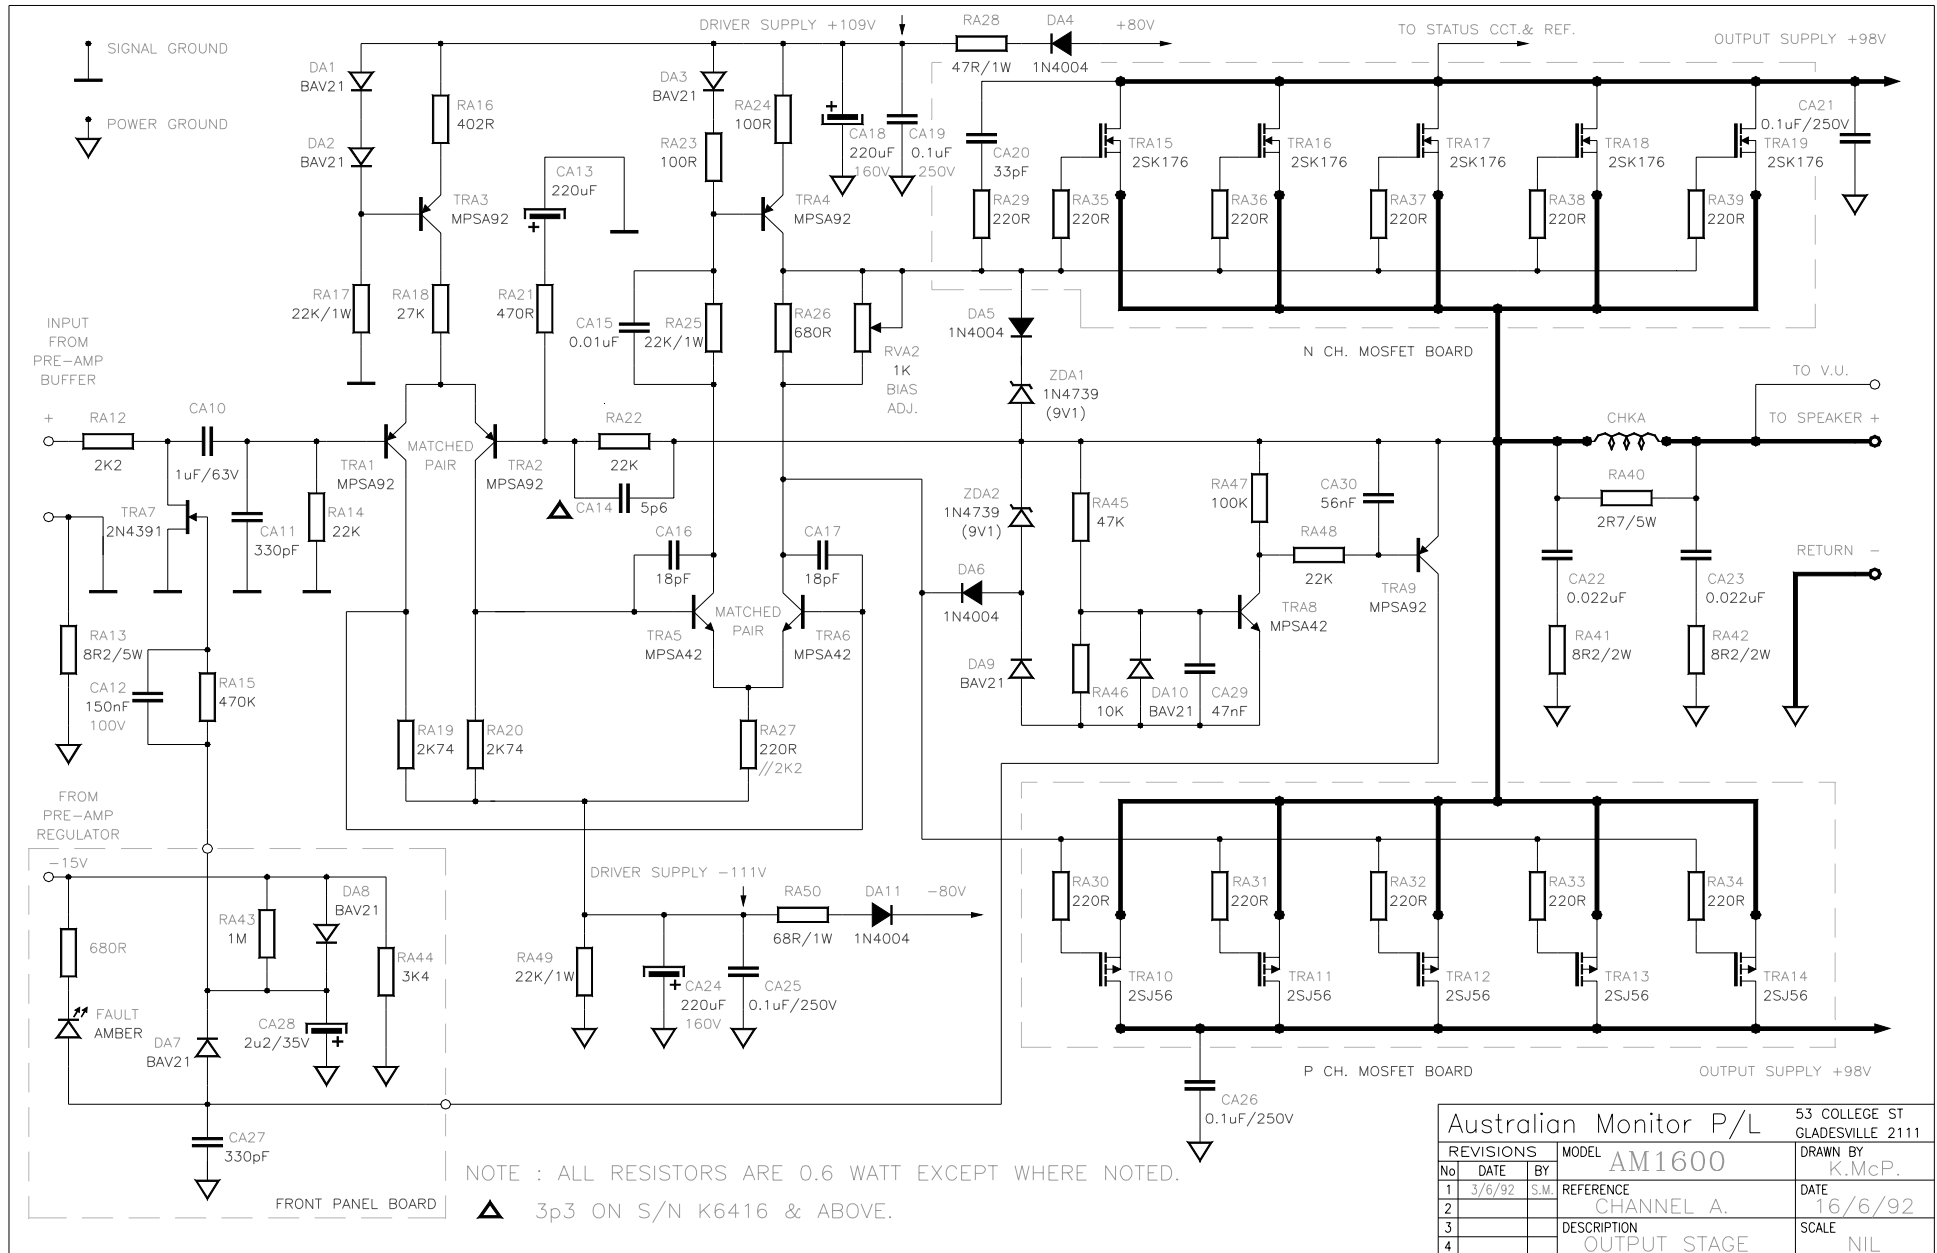 DRIVER SUPPLY +109V
RA28
DA4
+80V
47R/1W
1N4004
TO STATUS CCT.& REF.
OUTPUT SUPPLY +98V
SIGNAL GROUND
POWER GROUND
DA1
BAV21
DA2
BAV21
RA16
402R
DA3
BAV21
RA23
100R
RA24
100R
CA18
220uF
160V
CA19
0.1uF
250V
CA20
33pF
RA29
220R
TRA15
2SK176
TRA16
2SK176
TRA17
2SK176
TRA18
2SK176
TRA19
2SK176
CA21
0.1uF/250V
RA35
220R
RA36
220R
RA37
220R
RA38
220R
RA39
220R
CA13
220uF
TRA3
MPSA92
TRA4
MPSA92
RA17
22K/1W
RA18
27K
RA21
470R
CA15
0.01uF
RA25
22K/1W
RA26
680R
RVA2
1K
BIAS
ADJ.
DA5
1N4004
ZDA1
1N4739
(9V1)
N CH. MOSFET BOARD
INPUT
FROM
PRE-AMP
BUFFER
+
RA12
2K2
CA10
1uF/63V
TRA1
MPSA92
MATCHED
PAIR
TRA2
MPSA92
RA22
22K
CA14
5p6
TO V.U.
TO SPEAKER +
CHKA
RA40
2R7/5W
RETURN -
TRA7
2N4391
CA11
330pF
RA14
22K
CA16
18pF
CA17
18pF
ZDA2
1N4739
(9V1)
DA6
1N4004
RA45
47K
RA47
100K
CA30
56nF
RA48
22K
TRA9
MPSA92
TRA8
MPSA42
CA22
0.022uF
CA23
0.022uF
RA41
8R2/2W
RA42
8R2/2W
RA13
8R2/5W
CA12
150nF
100V
RA15
470K
TRA5
MPSA42
MATCHED
PAIR
TRA6
MPSA42
DA9
BAV21
RA46
10K
DA10
BAV21
CA29
47nF
RA19
2K74
RA20
2K74
RA27
220R
//2K2
FROM
PRE-AMP
REGULATOR
-15V
DRIVER SUPPLY -111V
RA50
68R/1W
DA11
1N4004
-80V
RA30
220R
RA31
220R
RA32
220R
RA33
220R
RA34
220R
680R
RA43
1M
DA8
BAV21
RA44
3K4
RA49
22K/1W
CA24
220uF
160V
CA25
0.1uF/250V
TRA10
2SJ56
TRA11
2SJ56
TRA12
2SJ56
TRA13
2SJ56
TRA14
2SJ56
FAULT
AMBER
DA7
BAV21
CA28
2u2/35V
P CH. MOSFET BOARD
OUTPUT SUPPLY +98V
CA26
0.1uF/250V
CA27
330pF
FRONT PANEL BOARD
NOTE : ALL RESISTORS ARE 0.6 WATT EXCEPT WHERE NOTED.
3p3 ON S/N K6416 & ABOVE.
Australian Monitor P/L
53 COLLEGE ST
GLADESVILLE 2111
REVISIONS
MODEL
AM1600
DRAWN BY
K.McP.
No DATE BY
1 3/6/92 S.M.
2
3
4
REFERENCE
CHANNEL A.
DATE
16/6/92
DESCRIPTION
OUTPUT STAGE
SCALE
NIL